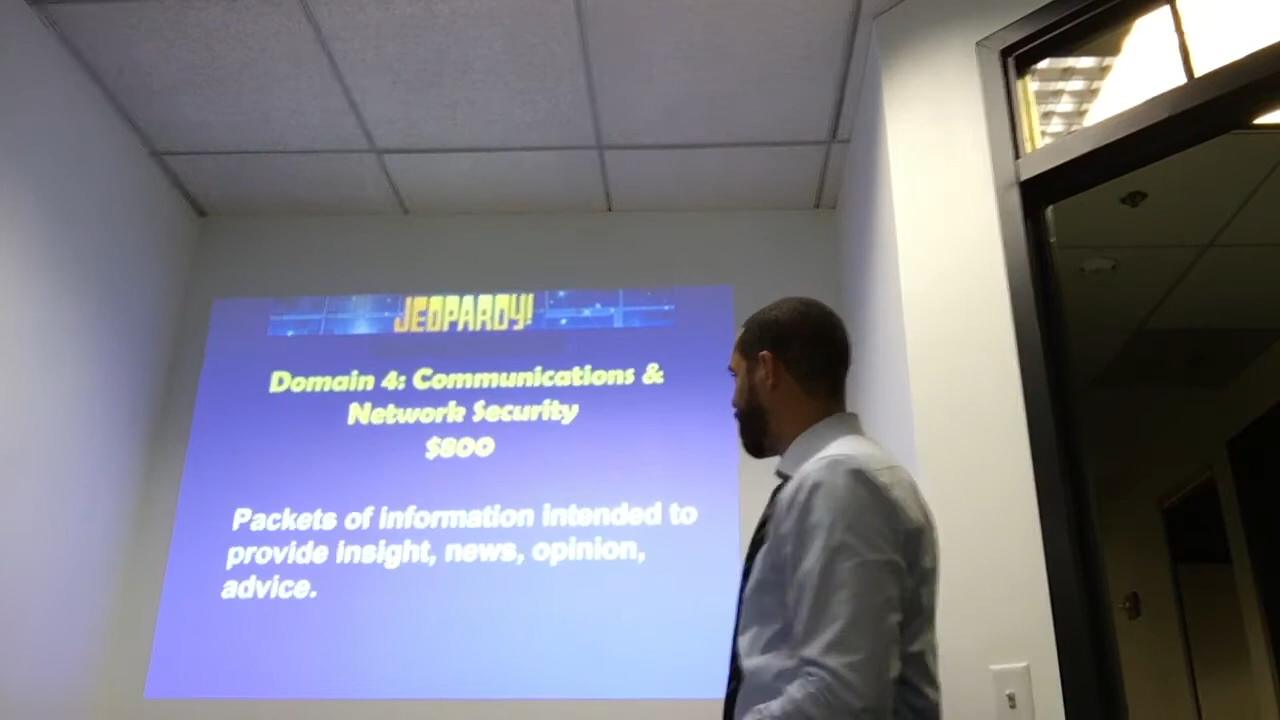 JEOPARDY!
Domain 4: Communications &
Network Security
$800
Packets of information intended to
provide insight, news, opinion,
advice.